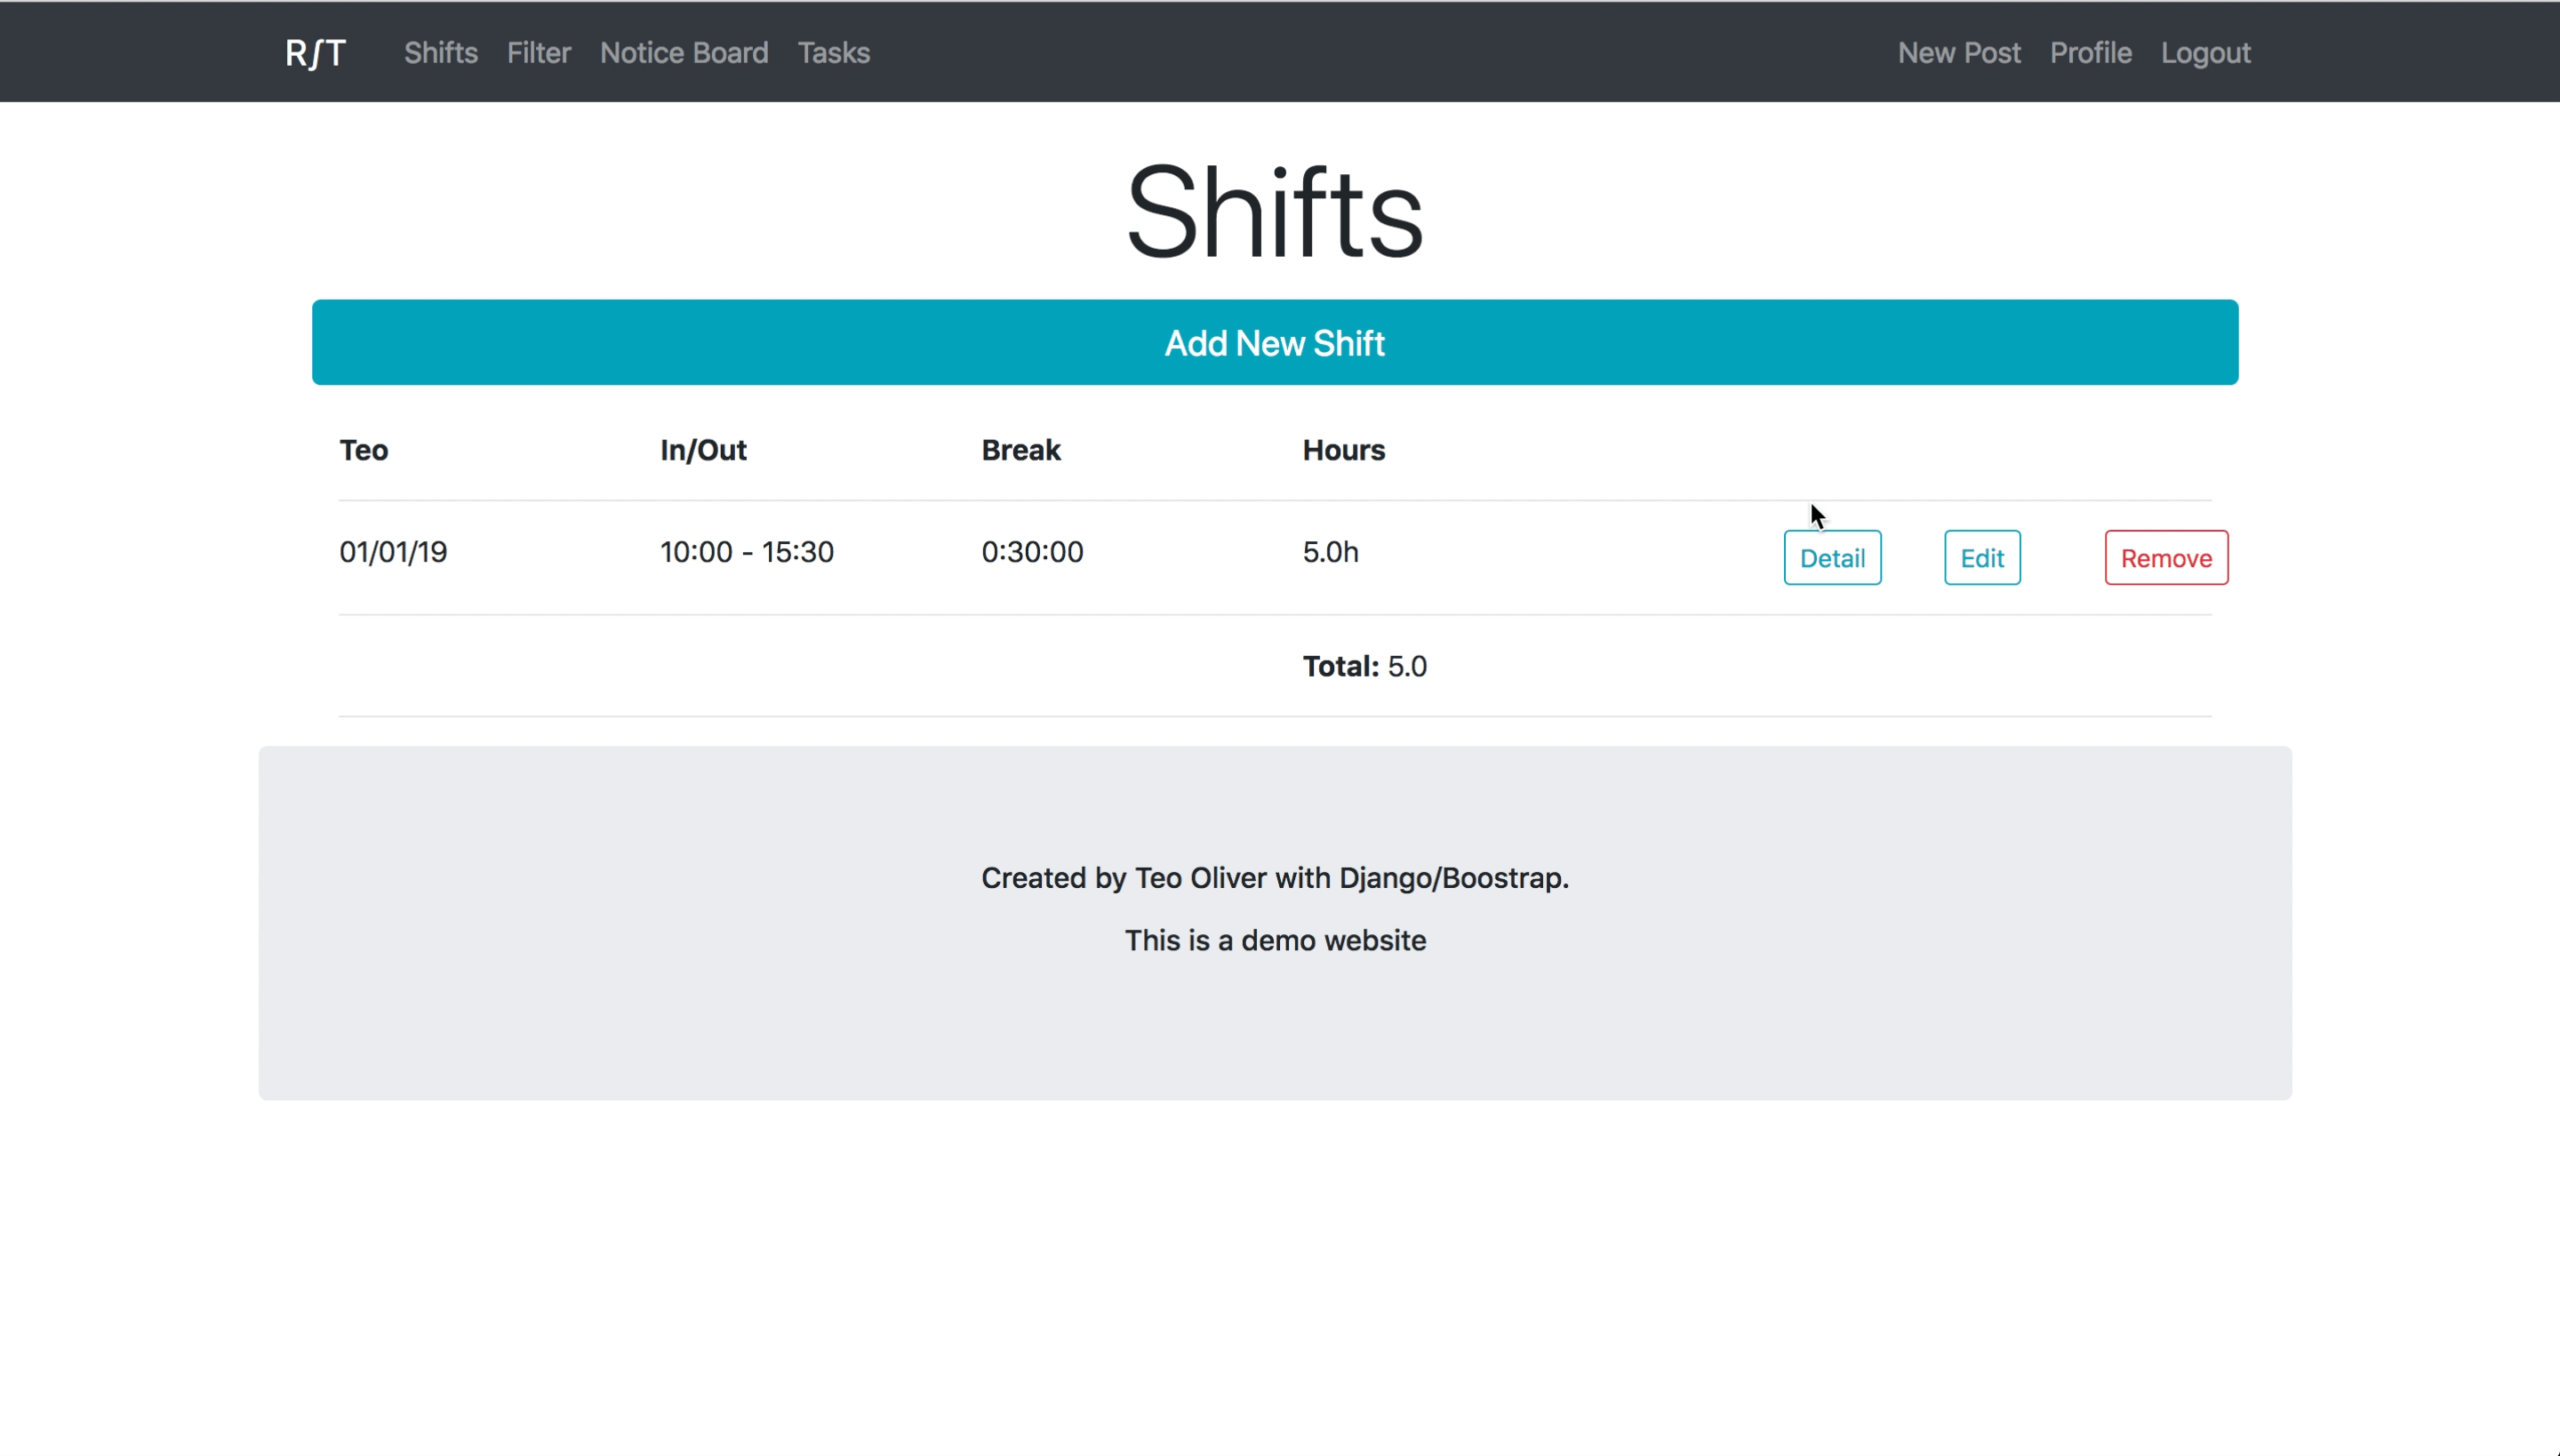 R∫T Shifts Filter Notice Board Tasks New Post Profile Logout
Shifts
Add New Shift
Teo In/Out Break Hours
01/01/19 10:00 - 15:30 0:30:00 5.0h Detail Edit Remove
Total: 5.0
Created by Teo Oliver with Django/Boostrap.
This is a demo website